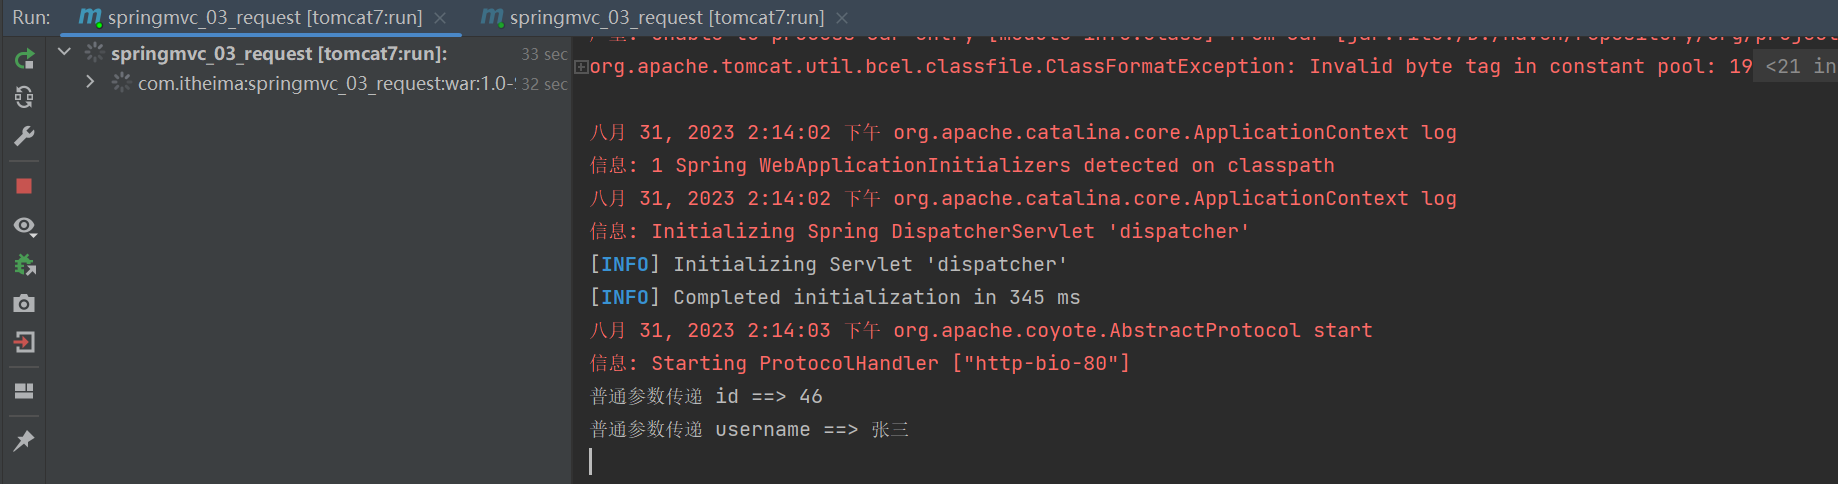 Run: springmvc_03_request [tomcat7:run] springmvc_03_request [tomcat7:run]
springmvc_03_request [tomcat7:run]: 33 sec
com.itheima:springmvc_03_request:war:1.0- 32 sec
org.apache.tomcat.util.bcel.classfile.ClassFormatException: Invalid byte tag in constant pool: 19 <21 in
八月 31, 2023 2:14:02 下午 org.apache.catalina.core.ApplicationContext log
信息: 1 Spring WebApplicationInitializers detected on classpath
八月 31, 2023 2:14:02 下午 org.apache.catalina.core.ApplicationContext log
信息: Initializing Spring DispatcherServlet 'dispatcher'
[INFO] Initializing Servlet 'dispatcher'
[INFO] Completed initialization in 345 ms
八月 31, 2023 2:14:03 下午 org.apache.coyote.AbstractProtocol start
信息: Starting ProtocolHandler ["http-bio-80"]
普通参数传递 id ==> 46
普通参数传递 username ==> 张三